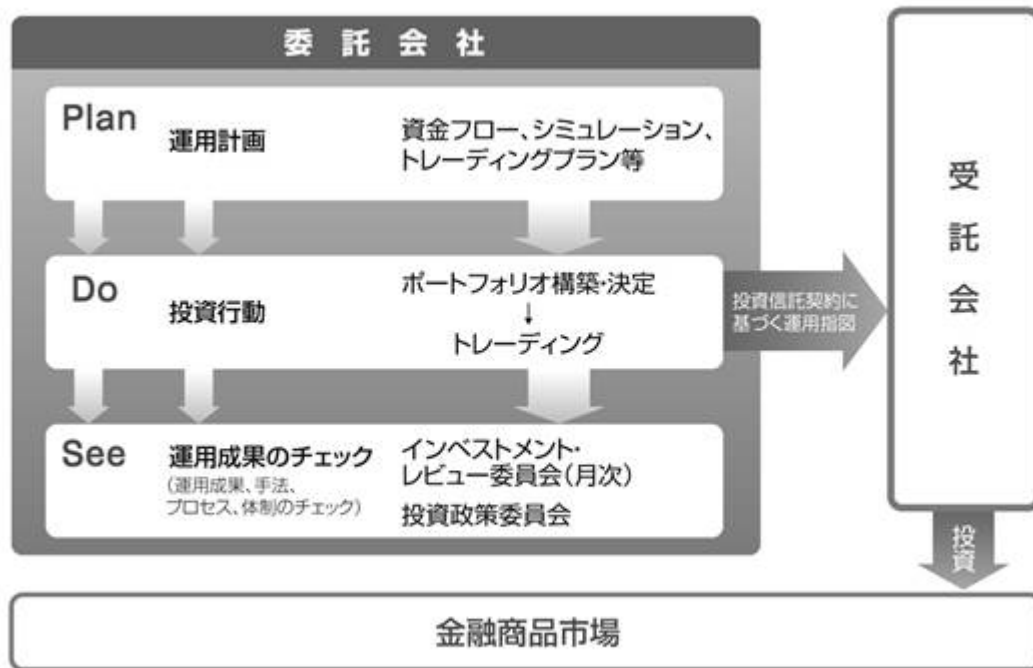 委託会社
Plan
運用計画
資金フロー、シミュレーション、
トレーディングプラン等
Do
投資行動
ポートフォリオ構築・決定
↓
トレーディング
投資信託契約に
基づく運用指図
See
運用成果のチェック
(運用成果、手法、
プロセス、体制のチェック)
インベストメント・
レビュー委員会(月次)
投資政策委員会
受託会社
投資
金融商品市場